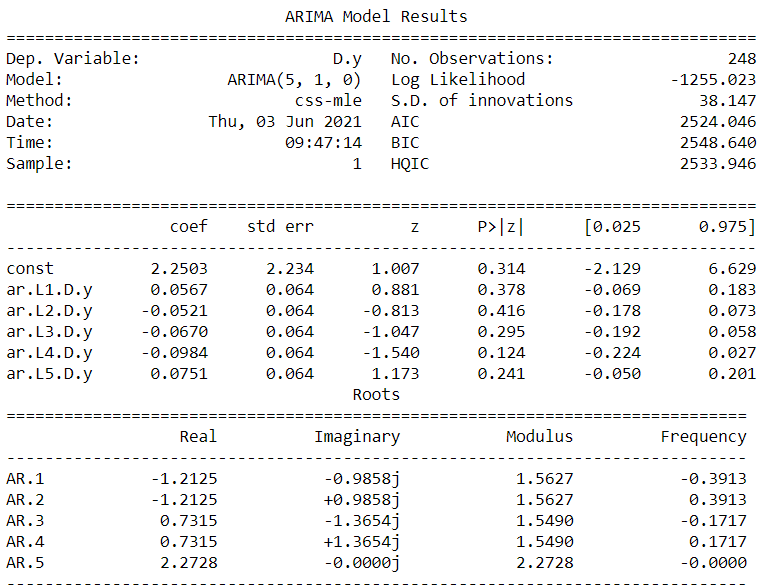 ARIMA Model Results
==============================================================================
Dep. Variable:                    D.y   No. Observations:                  248
Model:                 ARIMA(5, 1, 0)   Log Likelihood               -1255.023
Method:                       css-mle   S.D. of innovations             38.147
Date:                Thu, 03 Jun 2021   AIC                           2524.046
Time:                        09:47:14   BIC                           2548.640
Sample:                             1   HQIC                          2533.946
==============================================================================
                 coef    std err          z      P>|z|      [0.025      0.975]
------------------------------------------------------------------------------
const          2.2503      2.234      1.007      0.314      -2.129       6.629
ar.L1.D.y      0.0567      0.064      0.881      0.378      -0.069       0.183
ar.L2.D.y     -0.0521      0.064     -0.813      0.416      -0.178       0.073
ar.L3.D.y     -0.0670      0.064     -1.047      0.295      -0.192       0.058
ar.L4.D.y     -0.0984      0.064     -1.540      0.124      -0.224       0.027
ar.L5.D.y      0.0751      0.064      1.173      0.241      -0.050       0.201
                                    Roots
=============================================================================
                  Real          Imaginary           Modulus         Frequency
-----------------------------------------------------------------------------
AR.1           -1.2125           -0.9858j            1.5627           -0.3913
AR.2           -1.2125           +0.9858j            1.5627            0.3913
AR.3            0.7315           -1.3654j            1.5490           -0.1717
AR.4            0.7315           +1.3654j            1.5490            0.1717
AR.5            2.2728           -0.0000j            2.2728           -0.0000
-----------------------------------------------------------------------------